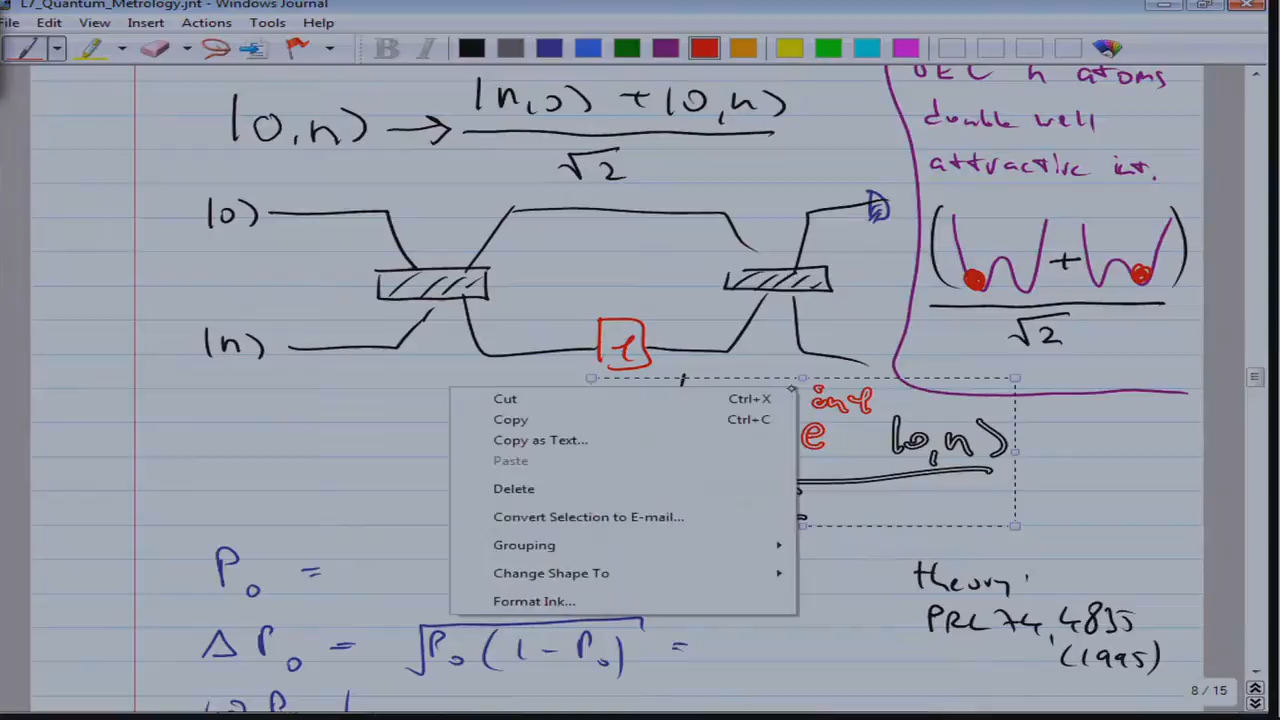 L7_Quantum_Metrology.jnt - Windows Journal
File Edit View Insert Actions Tools Help
B I
|0,n⟩ → |n,0⟩ + |0,n⟩
√2
BEC n atoms
double well
attractive int.
|0⟩
|n⟩
φ
( + )
√2
e inφ |0,n⟩
Cut Ctrl+X
Copy Ctrl+C
Copy as Text...
Paste
Delete
Convert Selection to E-mail...
Grouping
Change Shape To
Format Ink...
P₀ =
Δ P₀ = √P₀ (1 - P₀) =
theory:
PRL 74, 4835
(1995)
8 / 15